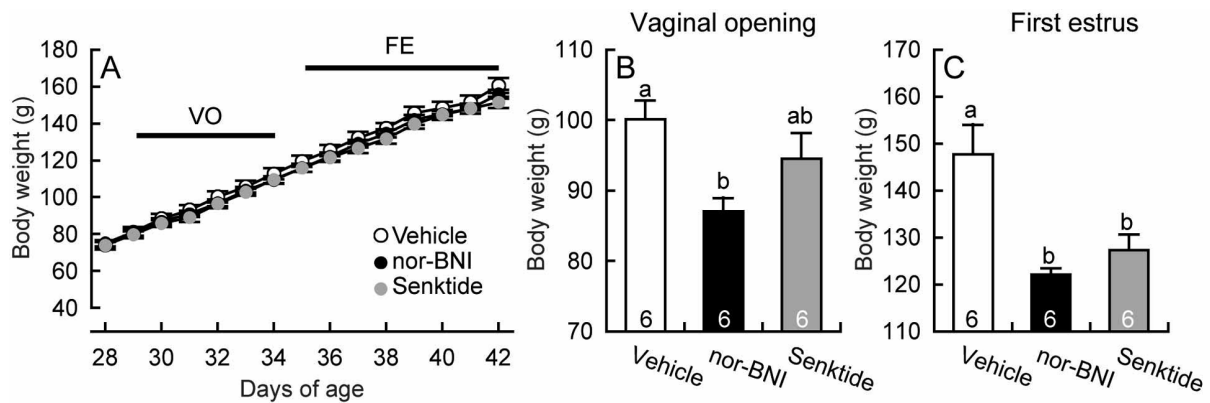 Vaginal opening
First estrus
A
B
C
FE
VO
Body weight (g)
180
160
140
120
100
80
60
40
28 30 32 34 36 38 40 42
Days of age
Vehicle
nor-BNI
Senktide
Body weight (g)
110
100
90
80
70
a
b
ab
6 6 6
Vehicle nor-BNI Senktide
Body weight (g)
170
160
150
140
130
120
110
a
b
b
6 6 6
Vehicle nor-BNI Senktide